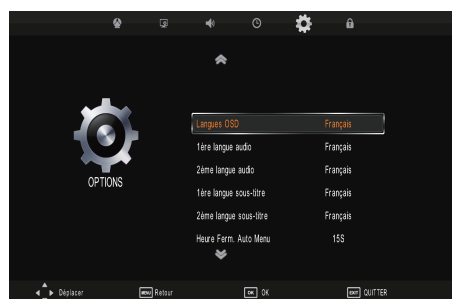 Langues OSD Français
1ère langue audio Français
2ème langue audio Français
1ère langue sous-titre Français
2ème langue sous-titre Français
Heure Ferm. Auto Menu 15S
OPTIONS
Déplacer MENU Retour OK OK EXIT QUITTER